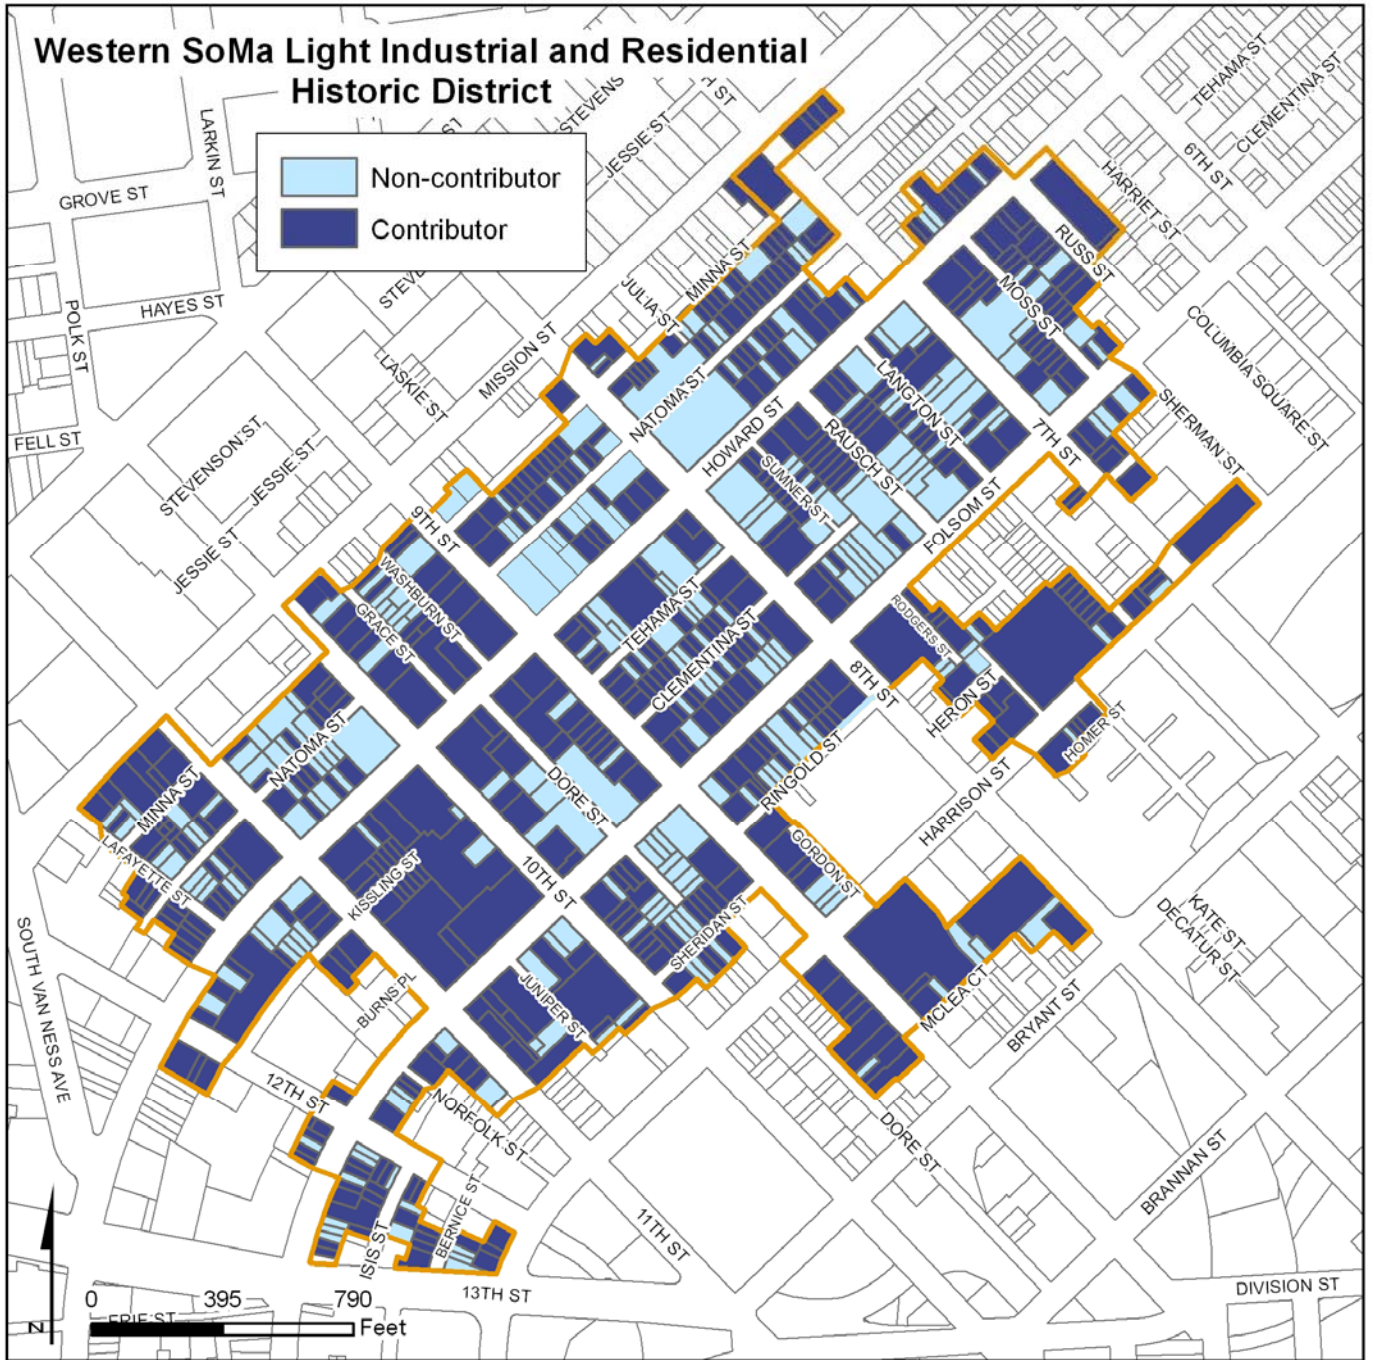 Western SoMa Light Industrial and Residential
Historic District
Non-contributor
Contributor
TEHAMA ST
CLEMENTINA ST
STEVENS
H ST
ST
JESSIE ST
6TH ST
HARRIET ST
LARKIN ST
GROVE ST
RUSS ST
MINNA ST
STEVE
JULIA ST
MOSS ST
HAYES ST
POLK ST
COLUMBIA SQUARE ST
MISSION ST
LASKIE ST
NATOMA ST
LANGTON ST
HOWARD ST
SHERMAN ST
FELL ST
STEVENSON ST
JESSIE ST
RAUSCH ST
7TH ST
SUMNER ST
FOLSOM ST
9TH ST
JESSIE ST
WASHBURN ST
GRACE ST
TEHAMA ST
CLEMENTINA ST
RODGERS ST
8TH ST
HERON ST
HOMER ST
NATOMA ST
MINNA ST
DORE ST
RINGOLD ST
HARRISON ST
LAFAYETTE ST
KISSLING ST
10TH ST
GORDON ST
SHERIDAN ST
KATE ST
DECATUR ST
SOUTH VAN NESS AVE
BURNS PL
JUNIPER ST
MCLEA CT
BRYANT ST
12TH ST
NORFOLK ST
DORE ST
BRANNAN ST
BERNICE ST
ISIS ST
11TH ST
13TH ST
DIVISION ST
ERIE ST
0 395 790
Feet
N